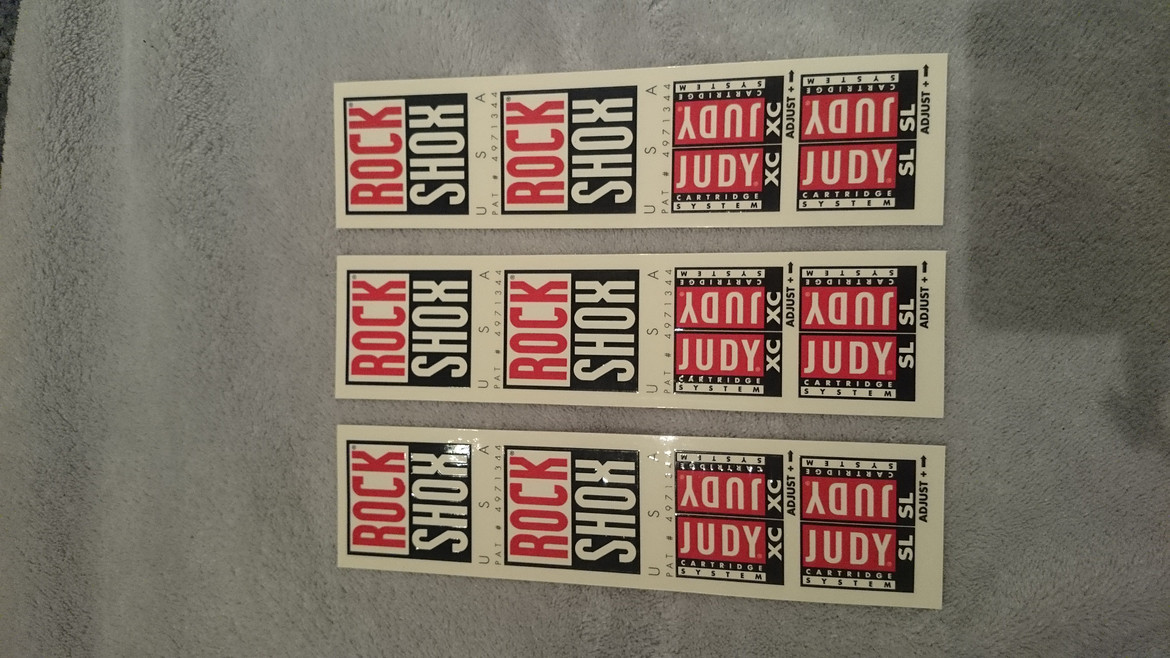 ROCK
SHOX
U S A
PAT # 4971344
ROCK
SHOX
U S A
PAT # 4971344
SYSTEM
CARTRIDGE
JUDY XC
JUDY XC
CARTRIDGE
SYSTEM
ADJUST +
SYSTEM
CARTRIDGE
JUDY SL
JUDY SL
CARTRIDGE
SYSTEM
ADJUST +
ROCK
SHOX
U S A
PAT # 4971344
ROCK
SHOX
U S A
PAT # 4971344
SYSTEM
CARTRIDGE
JUDY XC
JUDY XC
CARTRIDGE
SYSTEM
ADJUST +
SYSTEM
CARTRIDGE
JUDY SL
JUDY SL
CARTRIDGE
SYSTEM
ADJUST +
ROCK
SHOX
U S A
PAT # 4971344
ROCK
SHOX
U S A
PAT # 4971344
SYSTEM
CARTRIDGE
JUDY XC
JUDY XC
CARTRIDGE
SYSTEM
ADJUST +
SYSTEM
CARTRIDGE
JUDY SL
JUDY SL
CARTRIDGE
SYSTEM
ADJUST +